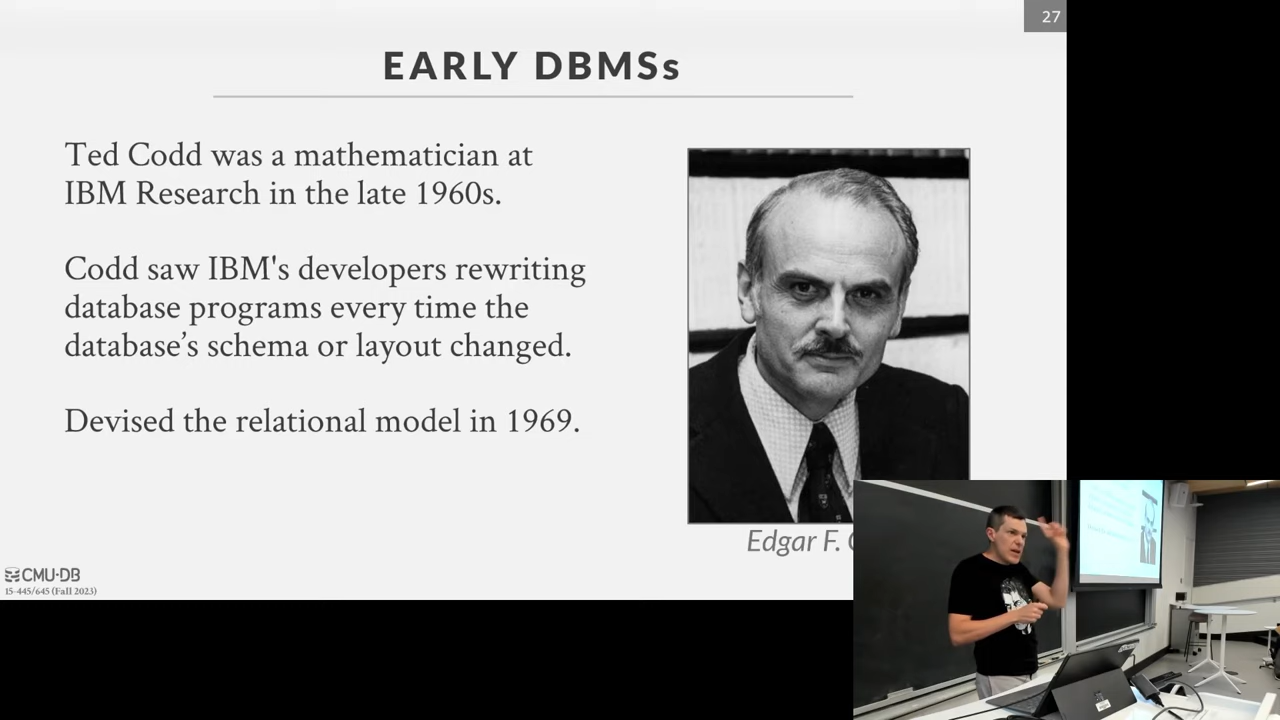 27
EARLY DBMSs
Ted Codd was a mathematician at
IBM Research in the late 1960s.
Codd saw IBM's developers rewriting
database programs every time the
database’s schema or layout changed.
Devised the relational model in 1969.
Edgar F.
CMU·DB
15-445/645 (Fall 2023)